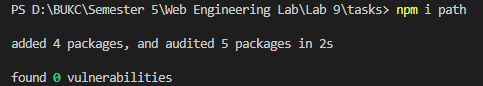 PS D:\BUKC\Semester 5\Web Engineering Lab\Lab 9\tasks> npm i path
added 4 packages, and audited 5 packages in 2s
found 0 vulnerabilities